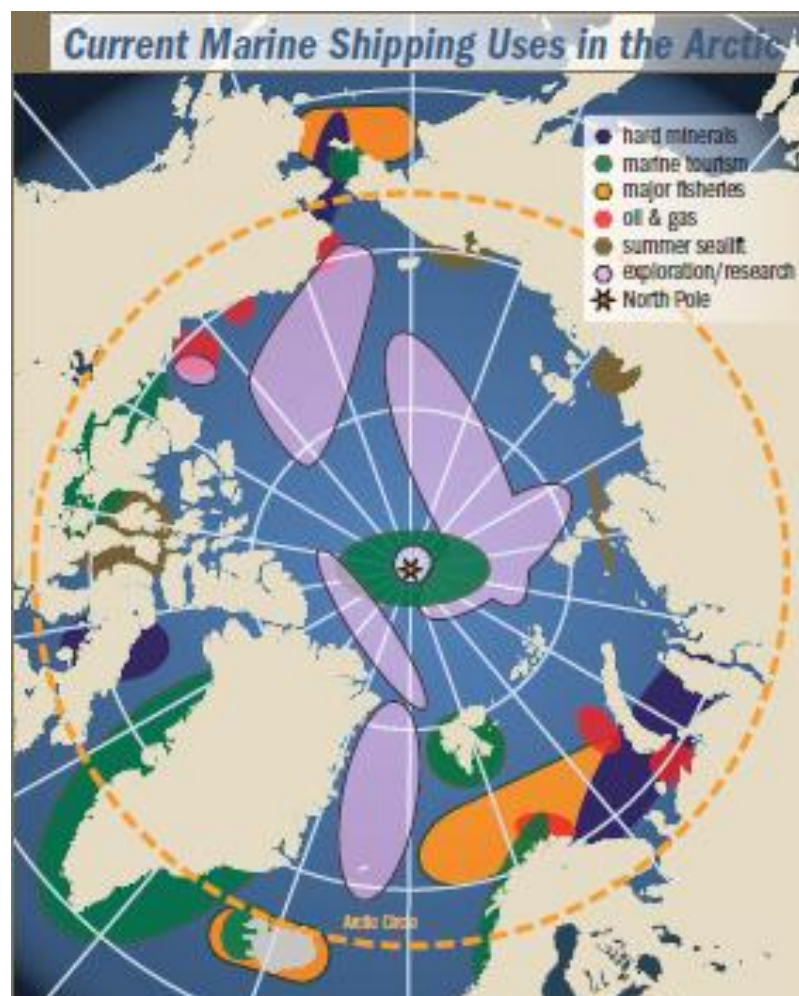 Current Marine Shipping Uses in the Arctic
hard minerals
marine tourism
major fisheries
oil & gas
summer sealift
exploration/research
North Pole
Arctic Circle